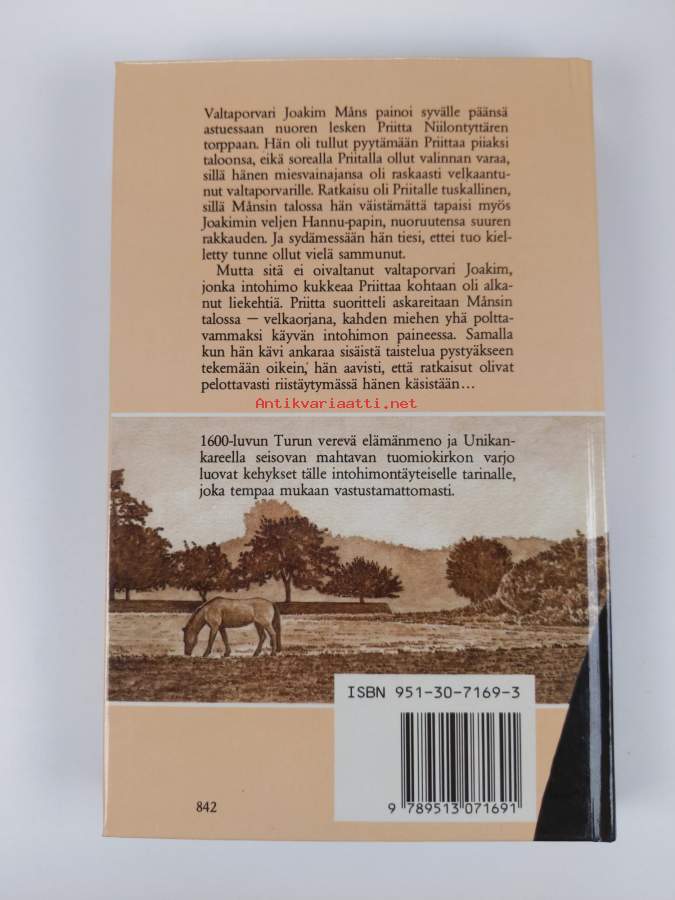 Valtaporvari Joakim Måns painoi syvälle päänsä
astuessaan nuoren lesken Priitta Niilontyttären
torppaan. Hän oli tullut pyytämään Priittaa piiaksi
taloonsa, eikä sorealla Priitalla ollut valinnan varaa,
sillä hänen miesvainajansa oli raskaasti velkaantu-
nut valtaporvarille. Ratkaisu oli Priitalle tuskallinen,
sillä Månsin talossa hän väistämättä tapaisi myös
Joakimin veljen Hannu-papin, nuoruutensa suuren
rakkauden. Ja sydämessään hän tiesi, ettei tuo kiel-
letty tunne ollut vielä sammunut.
Mutta sitä ei oivaltanut valtaporvari Joakim,
jonka intohimo kukkeaa Priittaa kohtaan oli alka-
nut liekehtiä. Priitta suoritteli askareitaan Månsin
talossa — velkaorjana, kahden miehen yhä poltta-
vammaksi käyvän intohimon paineessa. Samalla
kun hän kävi ankaraa sisäistä taistelua pystyäkseen
tekemään oikein, hän aavisti, että ratkaisut olivat
pelottavasti riistäytymässä hänen käsistään...
Antikvariaatti.net
1600-luvun Turun verevä elämänmeno ja Unikan-
kareella seisovan mahtavan tuomiokirkon varjo
luovat kehykset tälle intohimontäyteiselle tarinalle,
joka tempaa mukaan vastustamattomasti.
ISBN 951-30-7169-3
9 789513 071691
842